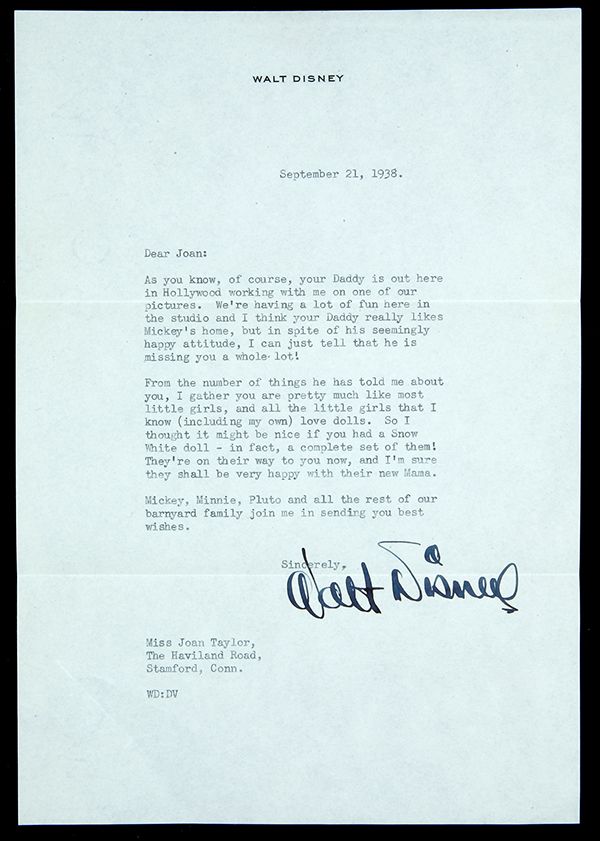 WALT DISNEY
September 21, 1938.
Dear Joan:
As you know, of course, your Daddy is out here
in Hollywood working with me on one of our
pictures. We're having a lot of fun here in
the studio and I think your Daddy really likes
Mickey's home, but in spite of his seemingly
happy attitude, I can just tell that he is
missing you a whole lot!
From the number of things he has told me about
you, I gather you are pretty much like most
little girls, and all the little girls that I
know (including my own) love dolls. So I
thought it might be nice if you had a Snow
White doll - in fact, a complete set of them!
They're on their way to you now, and I'm sure
they shall be very happy with their new Mama.
Mickey, Minnie, Pluto and all the rest of our
barnyard family join me in sending you best
wishes.
Sincerely,
Walt Disney
Miss Joan Taylor,
The Haviland Road,
Stamford, Conn.
WD:DV